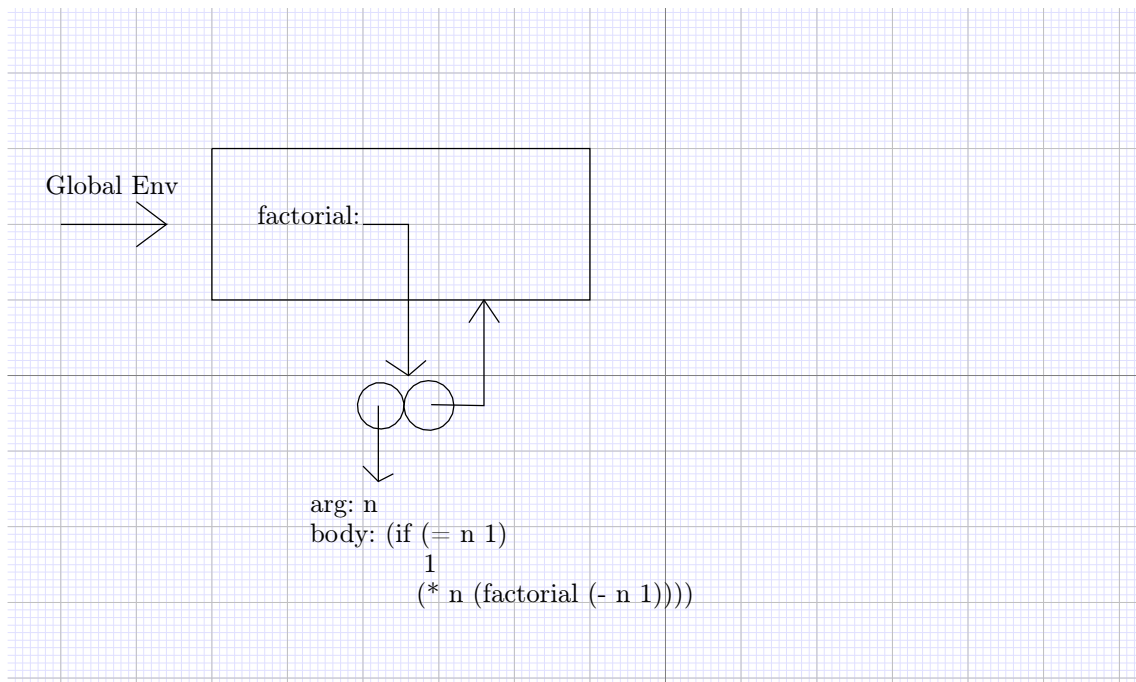 Global Env
factorial:
arg: n
body: (if (= n 1)
1
(* n (factorial (- n 1))))